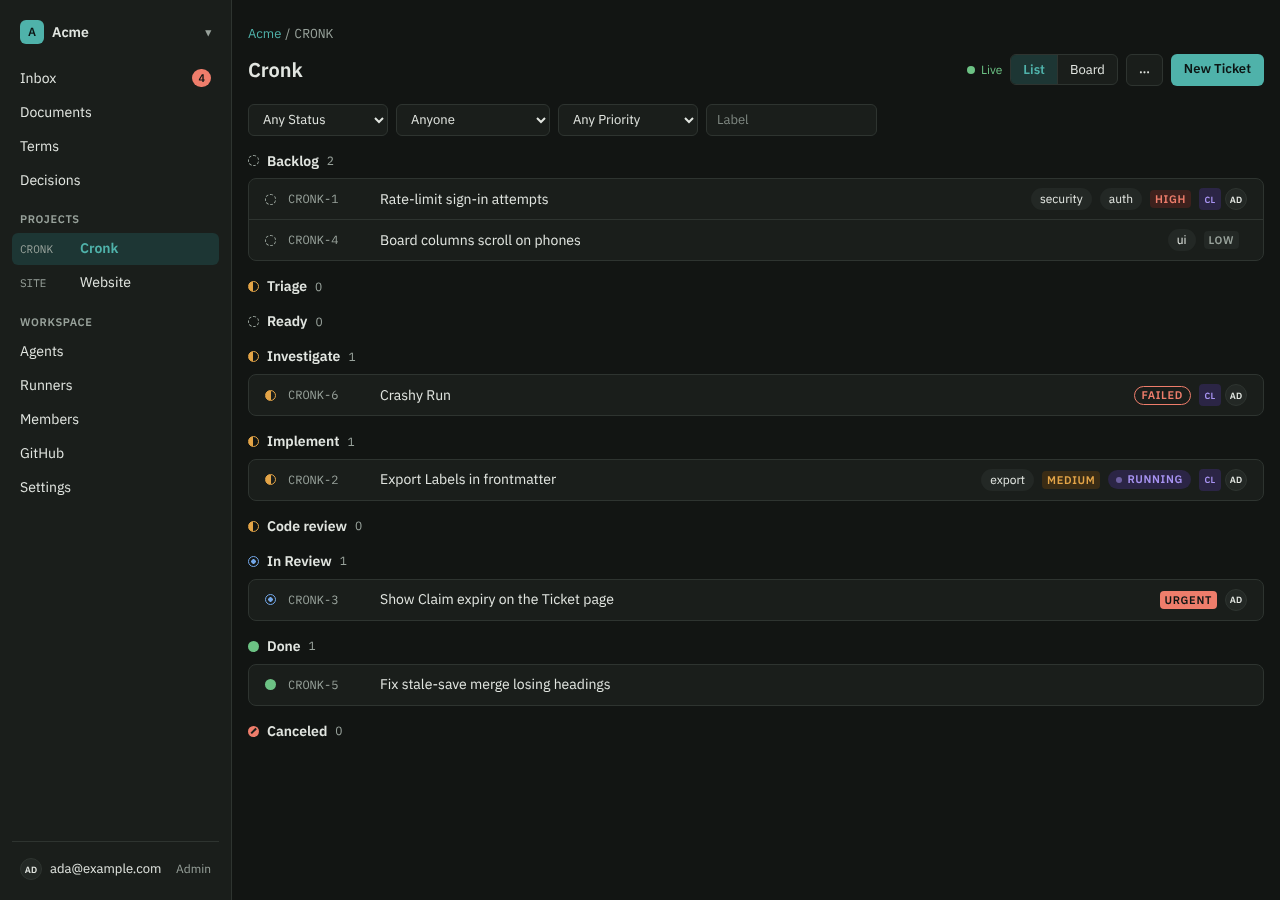 A Acme ▾
Inbox 4
Documents
Terms
Decisions
PROJECTS
CRONK Cronk
SITE Website
WORKSPACE
Agents
Runners
Members
GitHub
Settings
AD ada@example.com Admin
Acme / CRONK
Cronk
Live List Board … New Ticket
Any Status Anyone Any Priority Label
Backlog 2
CRONK-1 Rate-limit sign-in attempts security auth HIGH CL AD
CRONK-4 Board columns scroll on phones ui LOW
Triage 0
Ready 0
Investigate 1
CRONK-6 Crashy Run FAILED CL AD
Implement 1
CRONK-2 Export Labels in frontmatter export MEDIUM RUNNING CL AD
Code review 0
In Review 1
CRONK-3 Show Claim expiry on the Ticket page URGENT AD
Done 1
CRONK-5 Fix stale-save merge losing headings
Canceled 0